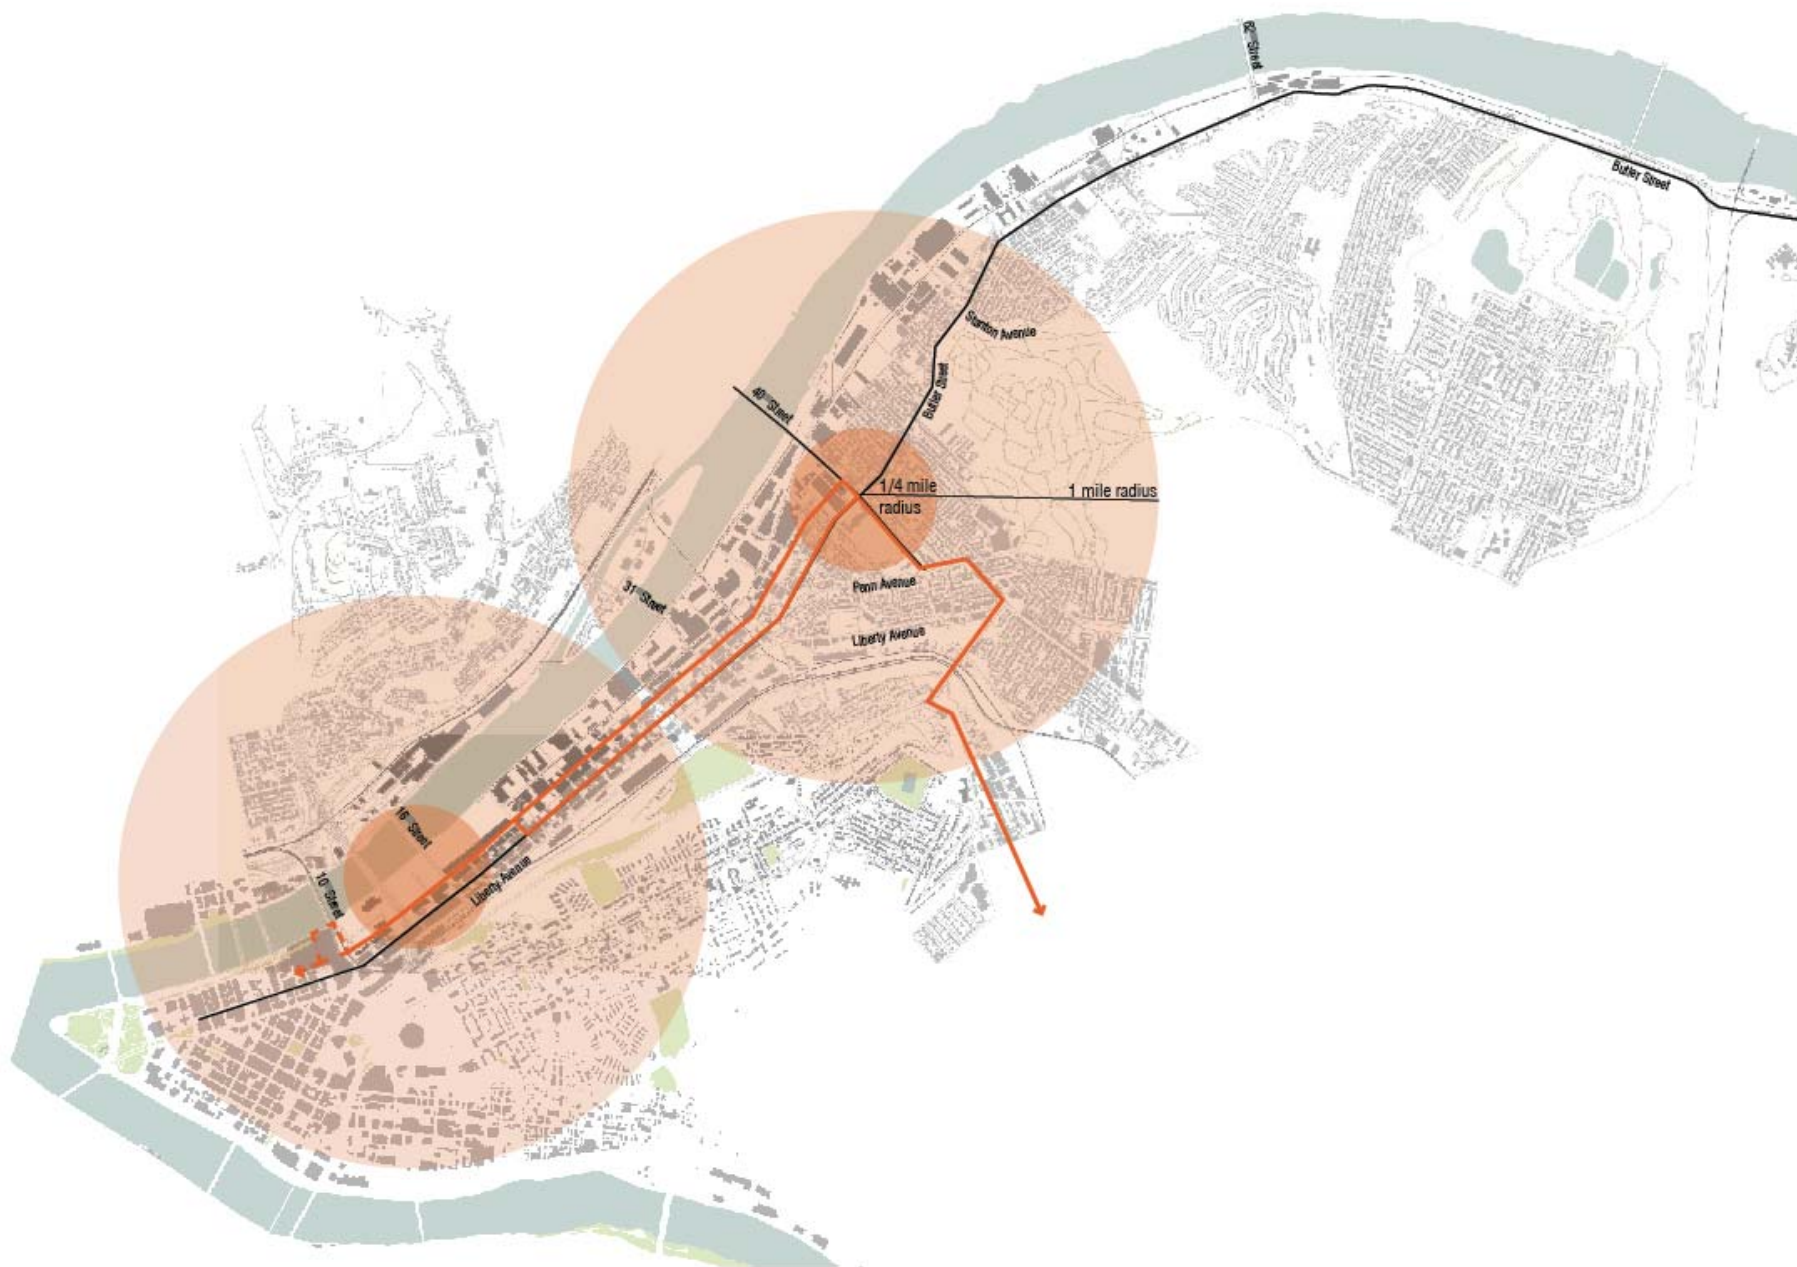 62nd Street
Butler Street
Stanton Avenue
Butler Street
40th Street
1/4 mile
radius
1 mile radius
Penn Avenue
31st Street
Liberty Avenue
16th Street
Liberty Avenue
10th Street